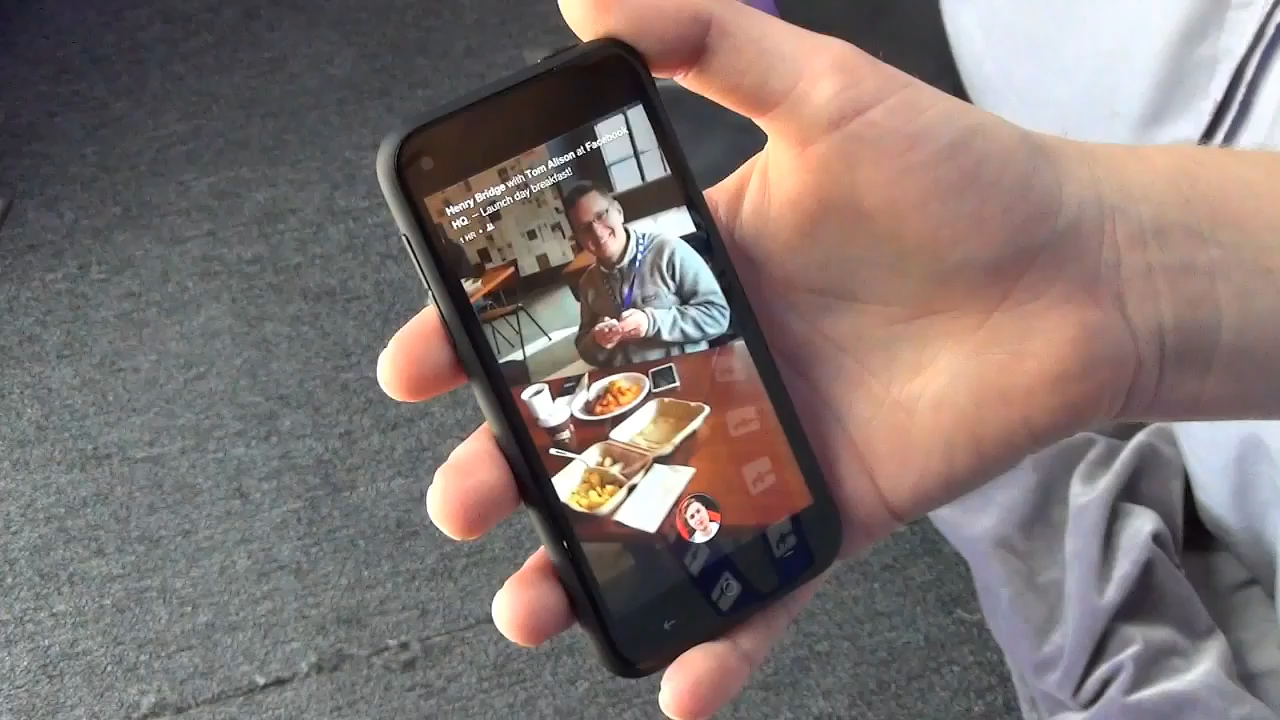 Henry Bridge with Tom Alison at Facebook
HQ. – Launch day breakfast!
1 HR •